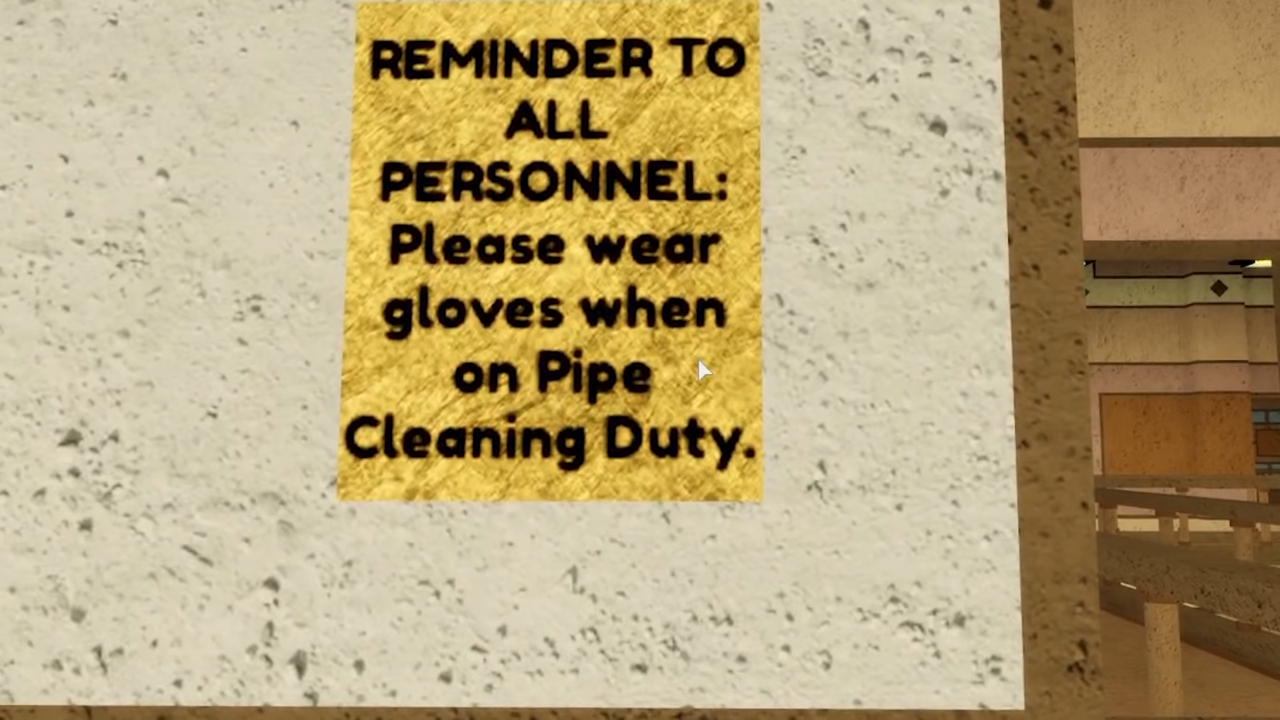 REMINDER TO
ALL
PERSONNEL:
Please wear
gloves when
on Pipe
Cleaning Duty.